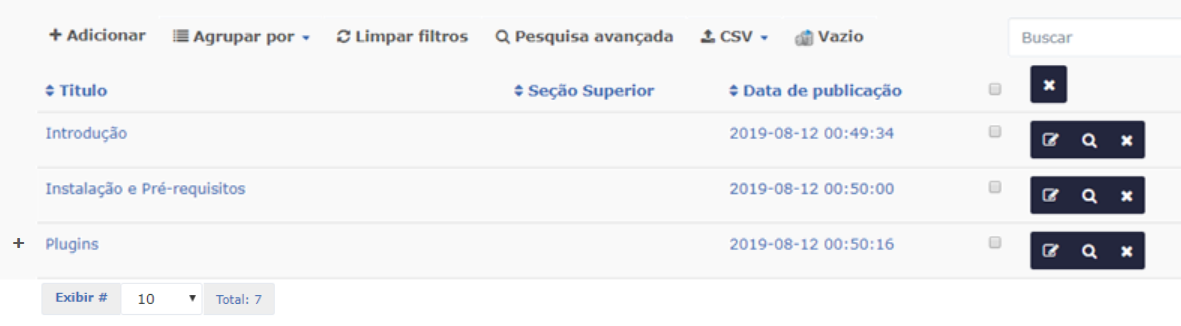 + Adicionar Agrupar por Limpar filtros Pesquisa avançada CSV Vazio Buscar
Titulo Seção Superior Data de publicação
Introdução 2019-08-12 00:49:34
Instalação e Pré-requisitos 2019-08-12 00:50:00
+ Plugins 2019-08-12 00:50:16
Exibir # 10 Total: 7